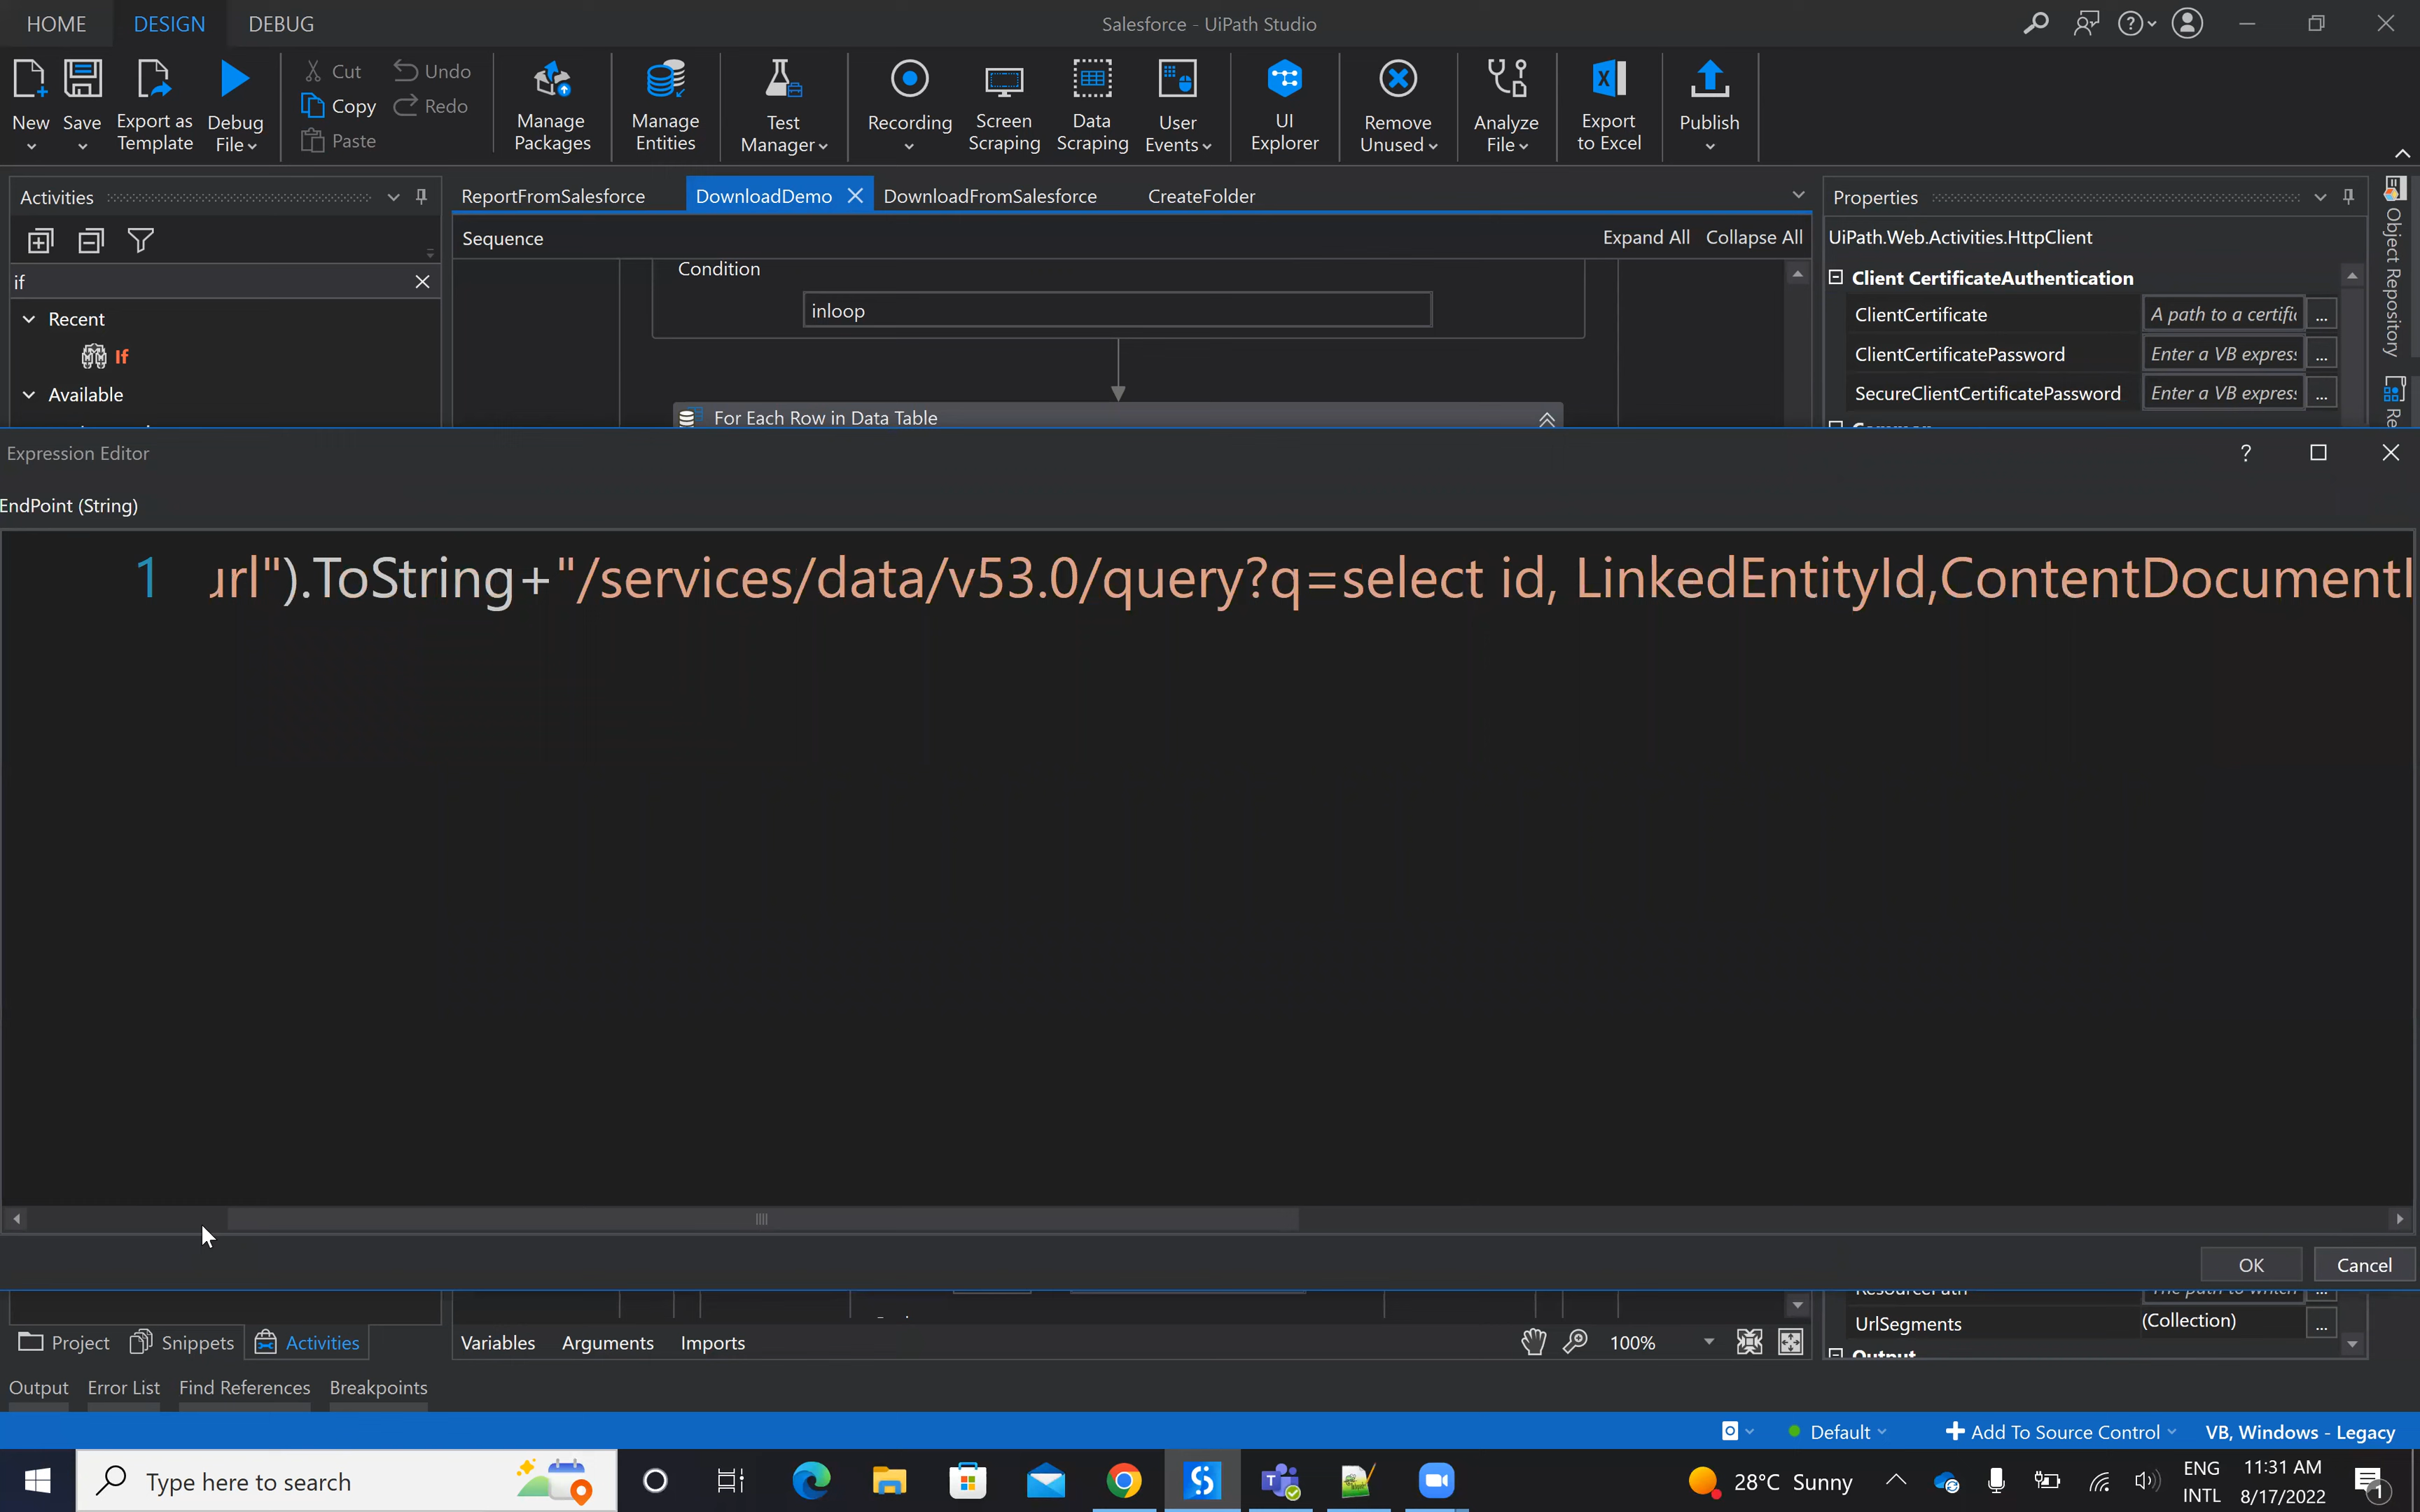 HOME
DESIGN
DEBUG
Salesforce - UiPath Studio
New
Save
Export as
Template
Debug
File
Cut
Copy
Paste
Undo
Redo
Manage
Packages
Manage
Entities
Test
Manager
Recording
Screen
Scraping
Data
Scraping
User
Events
UI
Explorer
Remove
Unused
Analyze
File
Export
to Excel
Publish
Activities
if
Recent
If
Available
ReportFromSalesforce
DownloadDemo
DownloadFromSalesforce
CreateFolder
Sequence
Expand All
Collapse All
Condition
inloop
For Each Row in Data Table
Properties
UiPath.Web.Activities.HttpClient
Client CertificateAuthentication
ClientCertificate
A path to a certific
ClientCertificatePassword
Enter a VB express
SecureClientCertificatePassword
Enter a VB express
Object Repository
Expression Editor
?
EndPoint (String)
1
url").ToString+"/services/data/v53.0/query?q=select id, LinkedEntityId,ContentDocumentI
OK
Cancel
UrlSegments
(Collection)
...
Output
Project
Snippets
Activities
Variables
Arguments
Imports
100%
Output
Error List
Find References
Breakpoints
Default
Add To Source Control
VB, Windows - Legacy
Type here to search
28°C Sunny
ENG
INTL
11:31 AM
8/17/2022
1